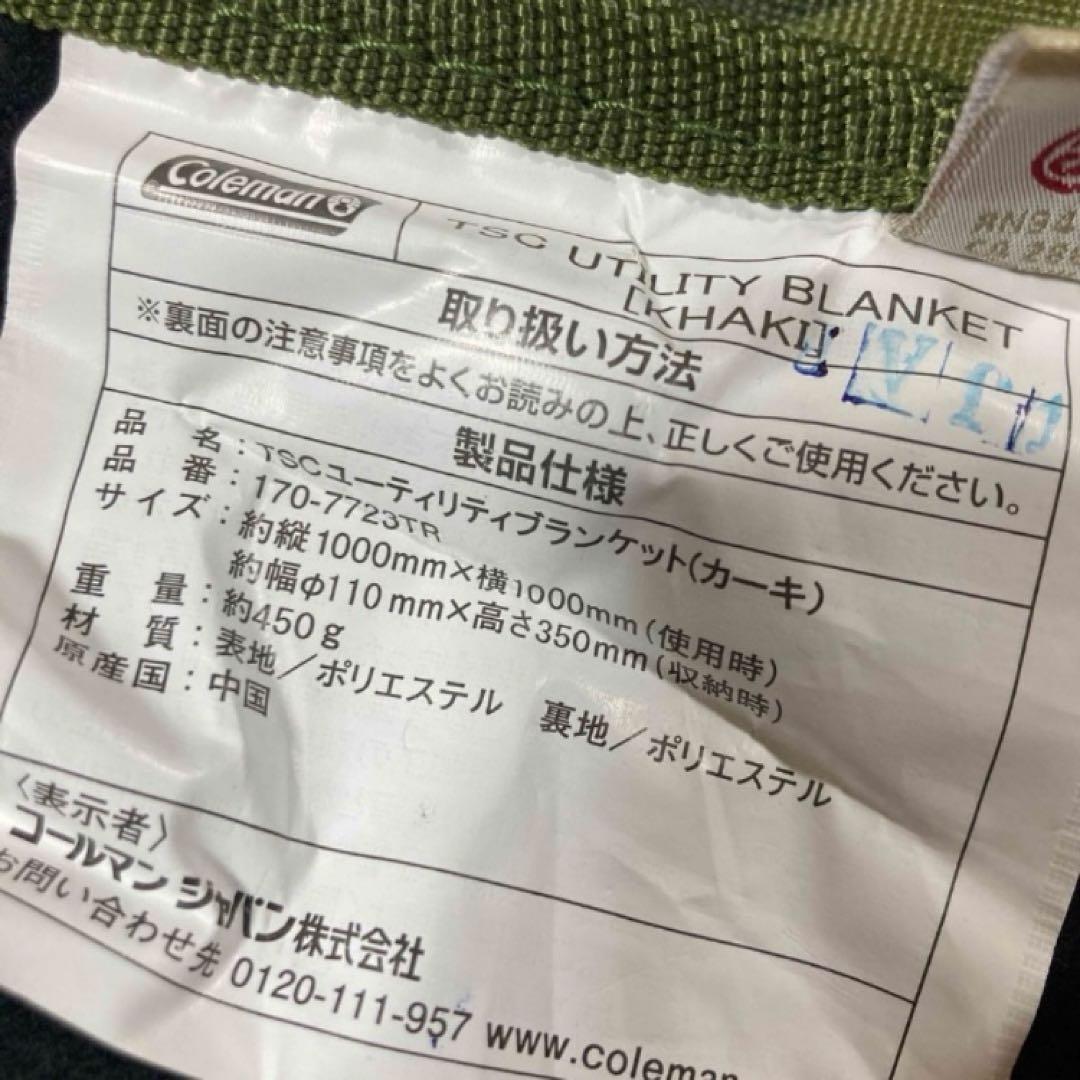 Coleman
TSC UTILITY BLANKET
[KHAKI]
取り扱い方法
※裏面の注意事項をよくお読みの上、正しくご使用ください。
製品仕様
品 名：TSCユーティリティブランケット(カーキ)
品 番：170-7723TR
サイズ：約縦1000mm×横1000mm(使用時)
約幅φ110mm×高さ350mm(収納時)
重 量：約450g
材 質：表地／ポリエステル 裏地／ポリエステル
原産国：中国
〈表示者〉
コールマン ジャパン株式会社
お問い合わせ先 0120-111-957 www.coleman